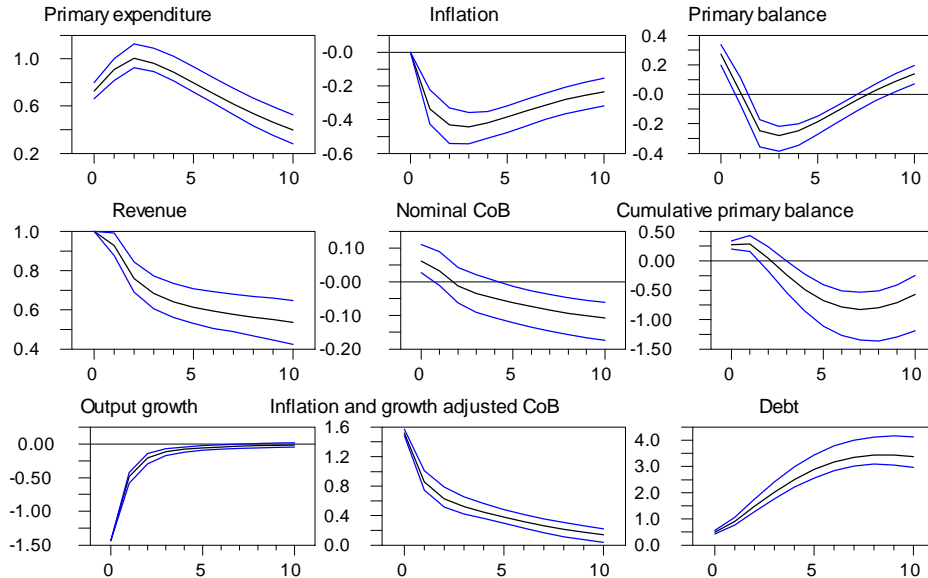 Primary expenditure Inflation Primary balance
1.0 0.6 0.2
0 5 10
-0.0 -0.2 -0.4 -0.6
0 5 10
0.4 0.2 -0.0 -0.2 -0.4
0 5 10
Revenue Nominal CoB Cumulative primary balance
1.0 0.8 0.6 0.4
0 5 10
0.10 -0.00 -0.10 -0.20
0 5 10
0.50 0.00 -0.50 -1.00 -1.50
0 5 10
Output growth Inflation and growth adjusted CoB Debt
0.00 -0.50 -1.00 -1.50
0 5 10
1.6 1.2 0.8 0.4 0.0
0 5 10
4.0 3.0 2.0 1.0 0.0
0 5 10